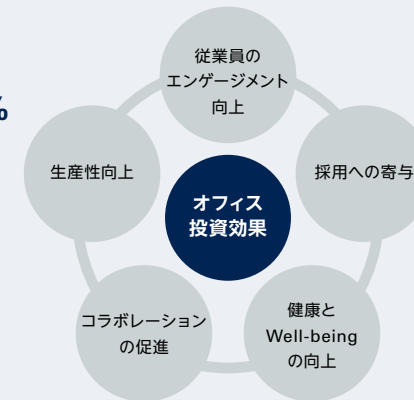 従業員の
エンゲージメント
向上
%
生産性向上
採用への寄与
オフィス
投資効果
コラボレーション
の促進
健康と
Well-being
の向上